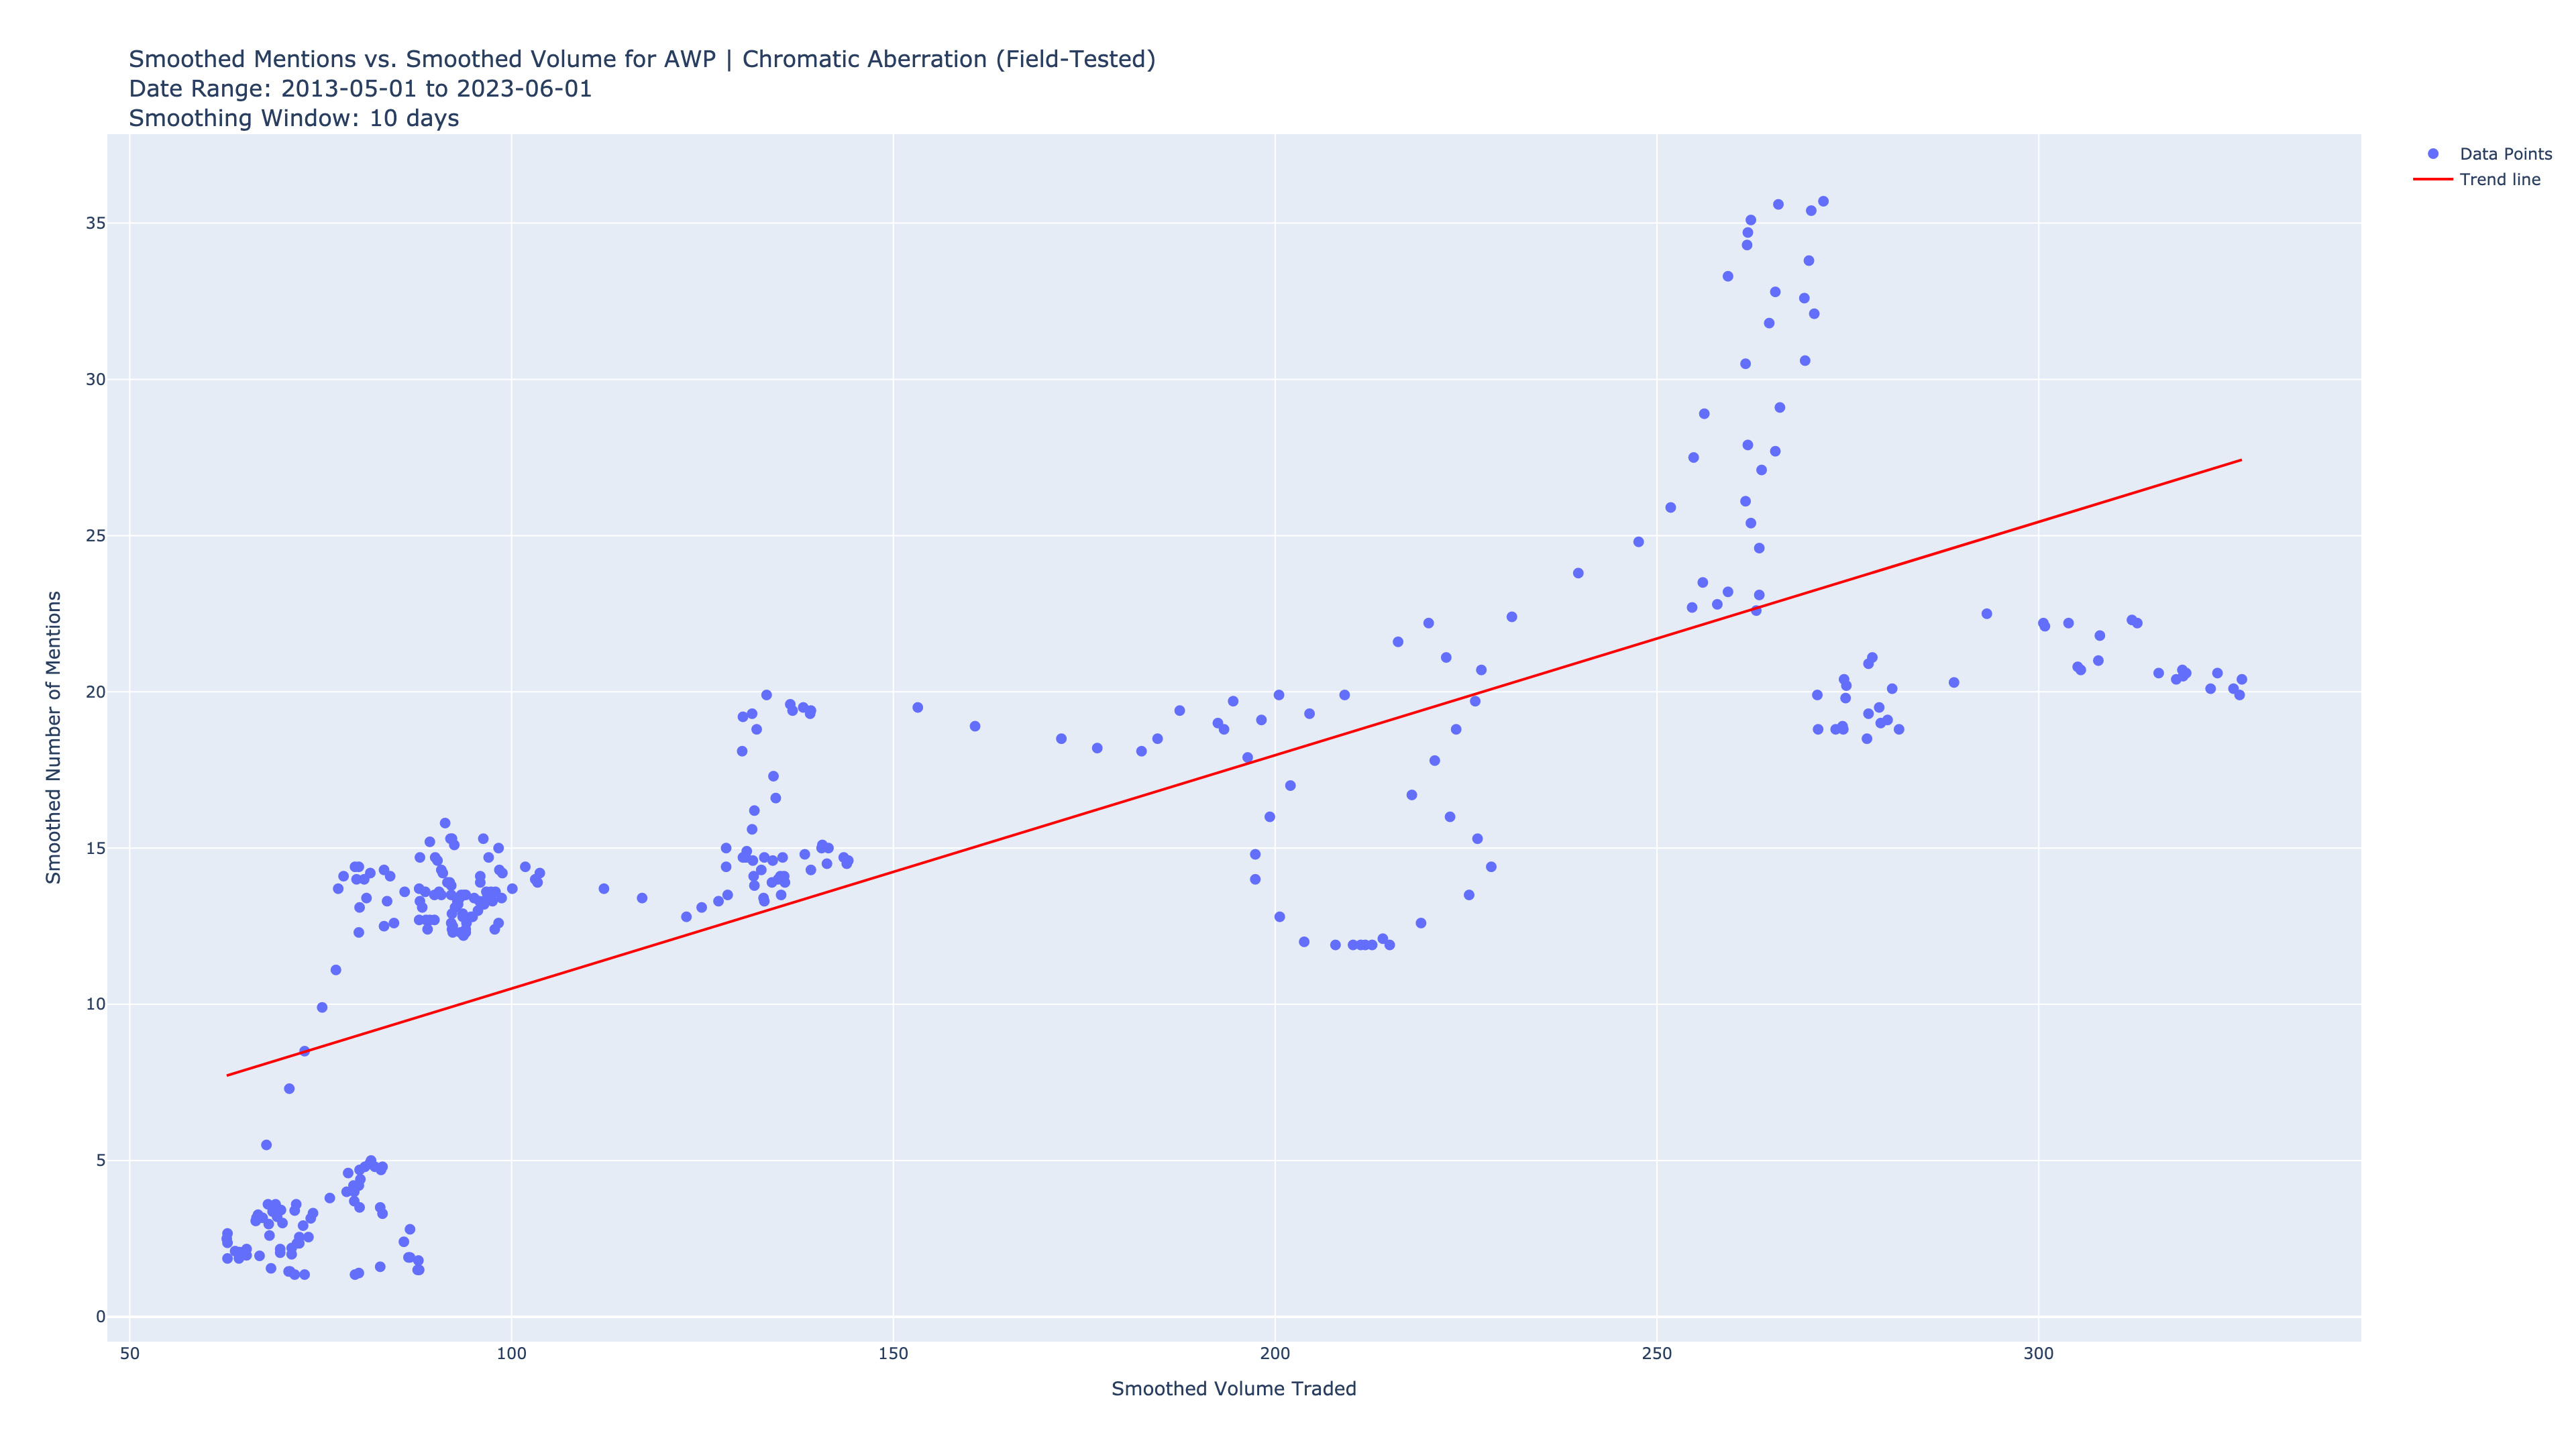 Smoothed Mentions vs. Smoothed Volume for AWP | Chromatic Aberration (Field-Tested)
Date Range: 2013-05-01 to 2023-06-01
Smoothing Window: 10 days
Data Points
Trend line
Smoothed Number of Mentions
35
30
25
20
15
10
5
0
50
100
150
200
250
300
Smoothed Volume Traded